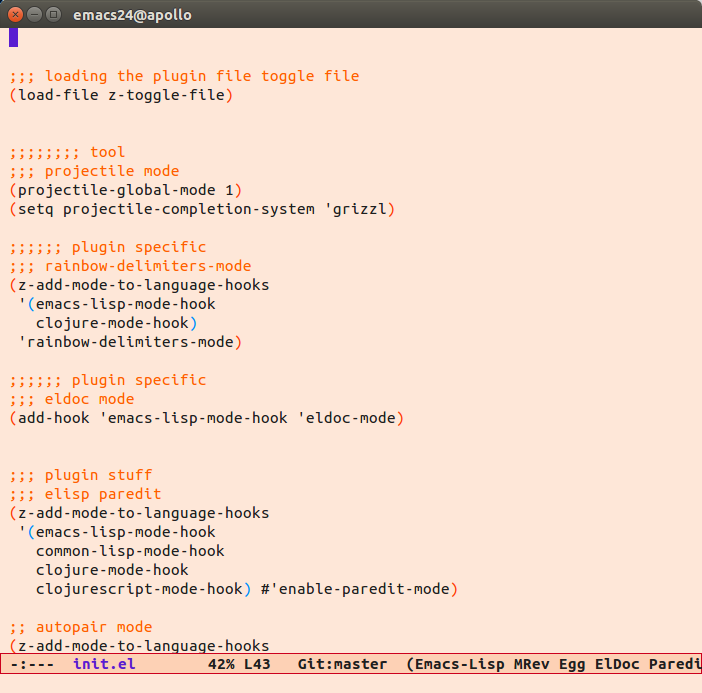 emacs24@apollo
;;; loading the plugin file toggle file
(load-file z-toggle-file)
;;;;;;;; tool
;;; projectile mode
(projectile-global-mode 1)
(setq projectile-completion-system 'grizzl)
;;;;;; plugin specific
;;; rainbow-delimiters-mode
(z-add-mode-to-language-hooks
 '(emacs-lisp-mode-hook
   clojure-mode-hook)
 'rainbow-delimiters-mode)
;;;;;; plugin specific
;;; eldoc mode
(add-hook 'emacs-lisp-mode-hook 'eldoc-mode)
;;; plugin stuff
;;; elisp paredit
(z-add-mode-to-language-hooks
 '(emacs-lisp-mode-hook
   common-lisp-mode-hook
   clojure-mode-hook
   clojurescript-mode-hook) #'enable-paredit-mode)
;; autopair mode
(z-add-mode-to-language-hooks
-:---  init.el        42% L43   Git:master  (Emacs-Lisp MRev Egg ElDoc Paredi